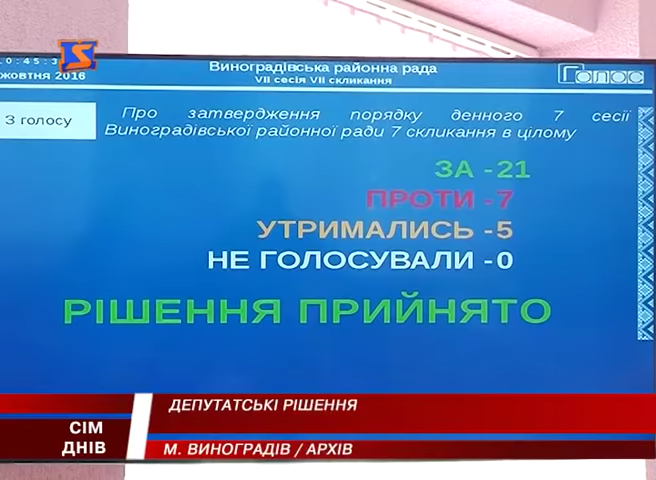 Виноградівська районна рада
VII сесія VII скликання
жовтня 2016
Голос
З голосу
Про затвердження порядку денного 7 сесії
Виноградівської районної ради 7 скликання в цілому
ЗА -21
ПРОТИ -7
УТРИМАЛИСЬ -5
НЕ ГОЛОСУВАЛИ -0
РІШЕННЯ ПРИЙНЯТО
ДЕПУТАТСЬКІ РІШЕННЯ
СІМ
ДНІВ
М. ВИНОГРАДІВ / АРХІВ